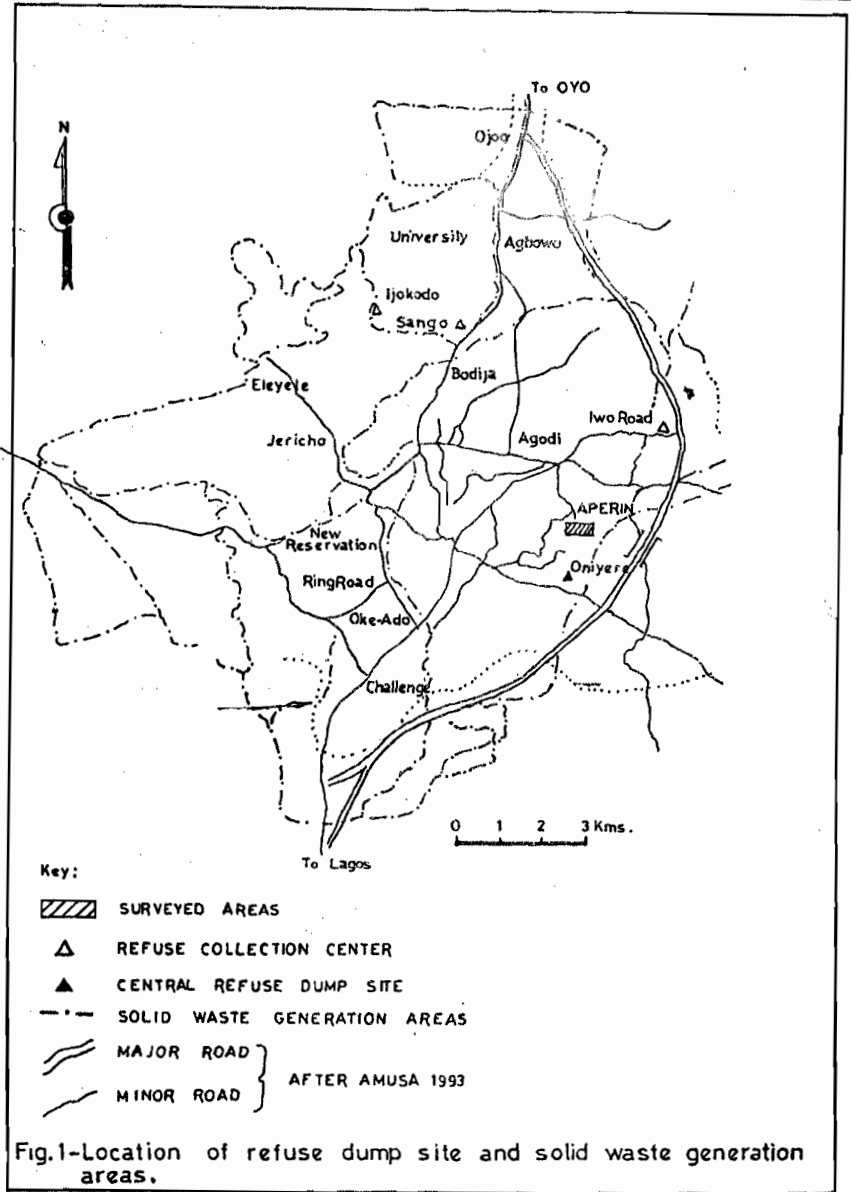 To OYO
Ojoo
N
University
Agbowo
Ijokodo
Sango
Bodija
Eleyele
Iwo Road
Jericho
Agodi
APERIN
New
Reservation
Oniyere
RingRoad
Oke-Ado
Challenge
0 1 2 3 Kms.
To Lagos
Key:
SURVEYED AREAS
REFUSE COLLECTION CENTER
CENTRAL REFUSE DUMP SITE
SOLID WASTE GENERATION AREAS
MAJOR ROAD
AFTER AMUSA 1993
MINOR ROAD
Fig.1-Location of refuse dump site and solid waste generation
areas.